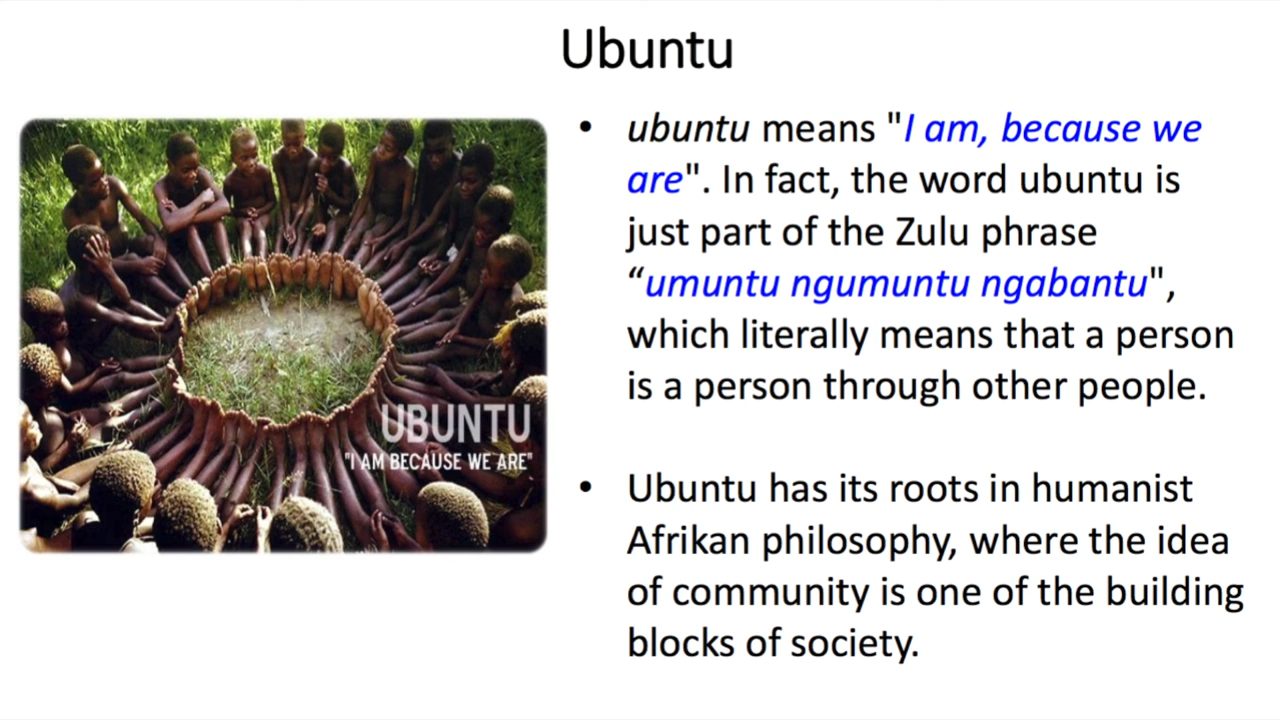 Ubuntu
UBUNTU
"I AM BECAUSE WE ARE"
• ubuntu means "I am, because we
are". In fact, the word ubuntu is
just part of the Zulu phrase
“umuntu ngumuntu ngabantu",
which literally means that a person
is a person through other people.
• Ubuntu has its roots in humanist
Afrikan philosophy, where the idea
of community is one of the building
blocks of society.